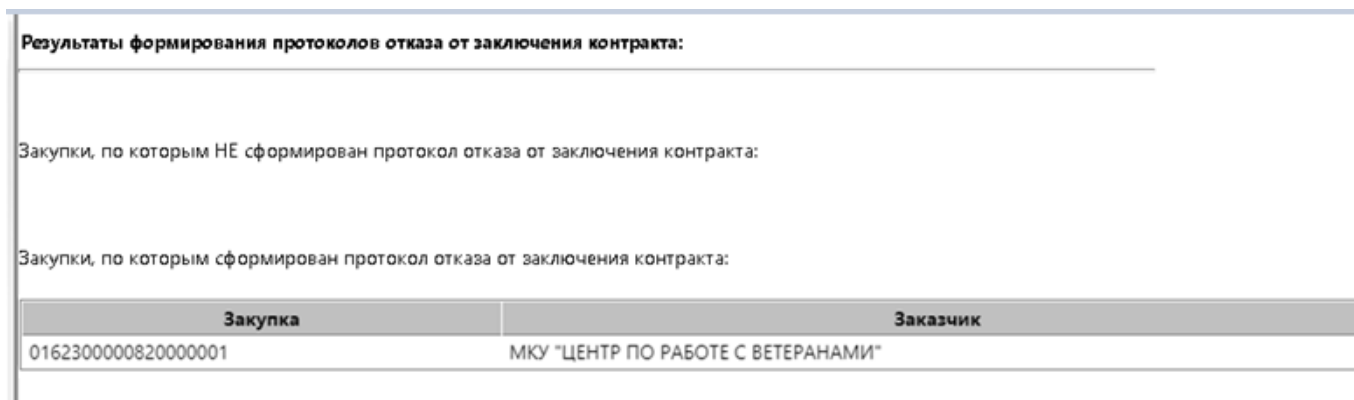 Результаты формирования протоколов отказа от заключения контракта:
Закупки, по которым НЕ сформирован протокол отказа от заключения контракта:
Закупки, по которым сформирован протокол отказа от заключения контракта:
Закупка Заказчик
0162300000820000001 МКУ "ЦЕНТР ПО РАБОТЕ С ВЕТЕРАНАМИ"